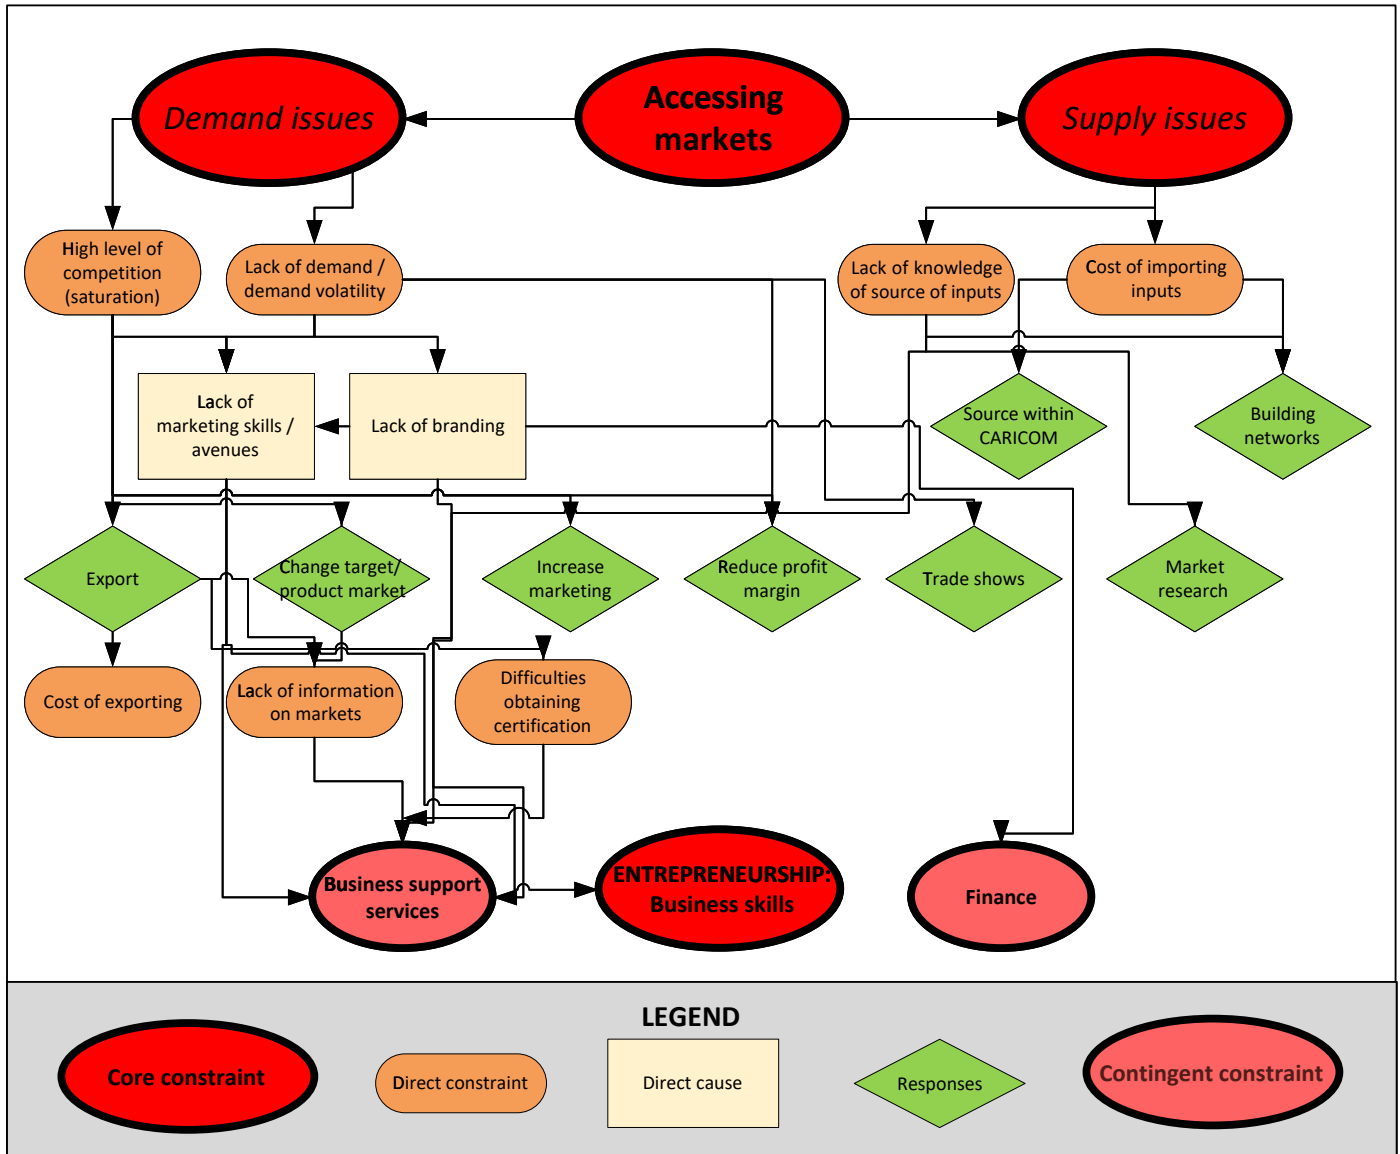 Demand issues
Accessing
markets
Supply issues
High level of
competition
(saturation)
Lack of demand /
demand volatility
Lack of knowledge
of source of inputs
Cost of importing
inputs
Lack of
marketing skills /
avenues
Lack of branding
Source within
CARICOM
Building
networks
Export
Change target/
product market
Increase
marketing
Reduce profit
margin
Trade shows
Market
research
Cost of exporting
Lack of information
on markets
Difficulties
obtaining
certification
Business support
services
ENTREPRENEURSHIP:
Business skills
Finance
LEGEND
Core constraint
Direct constraint
Direct cause
Responses
Contingent constraint